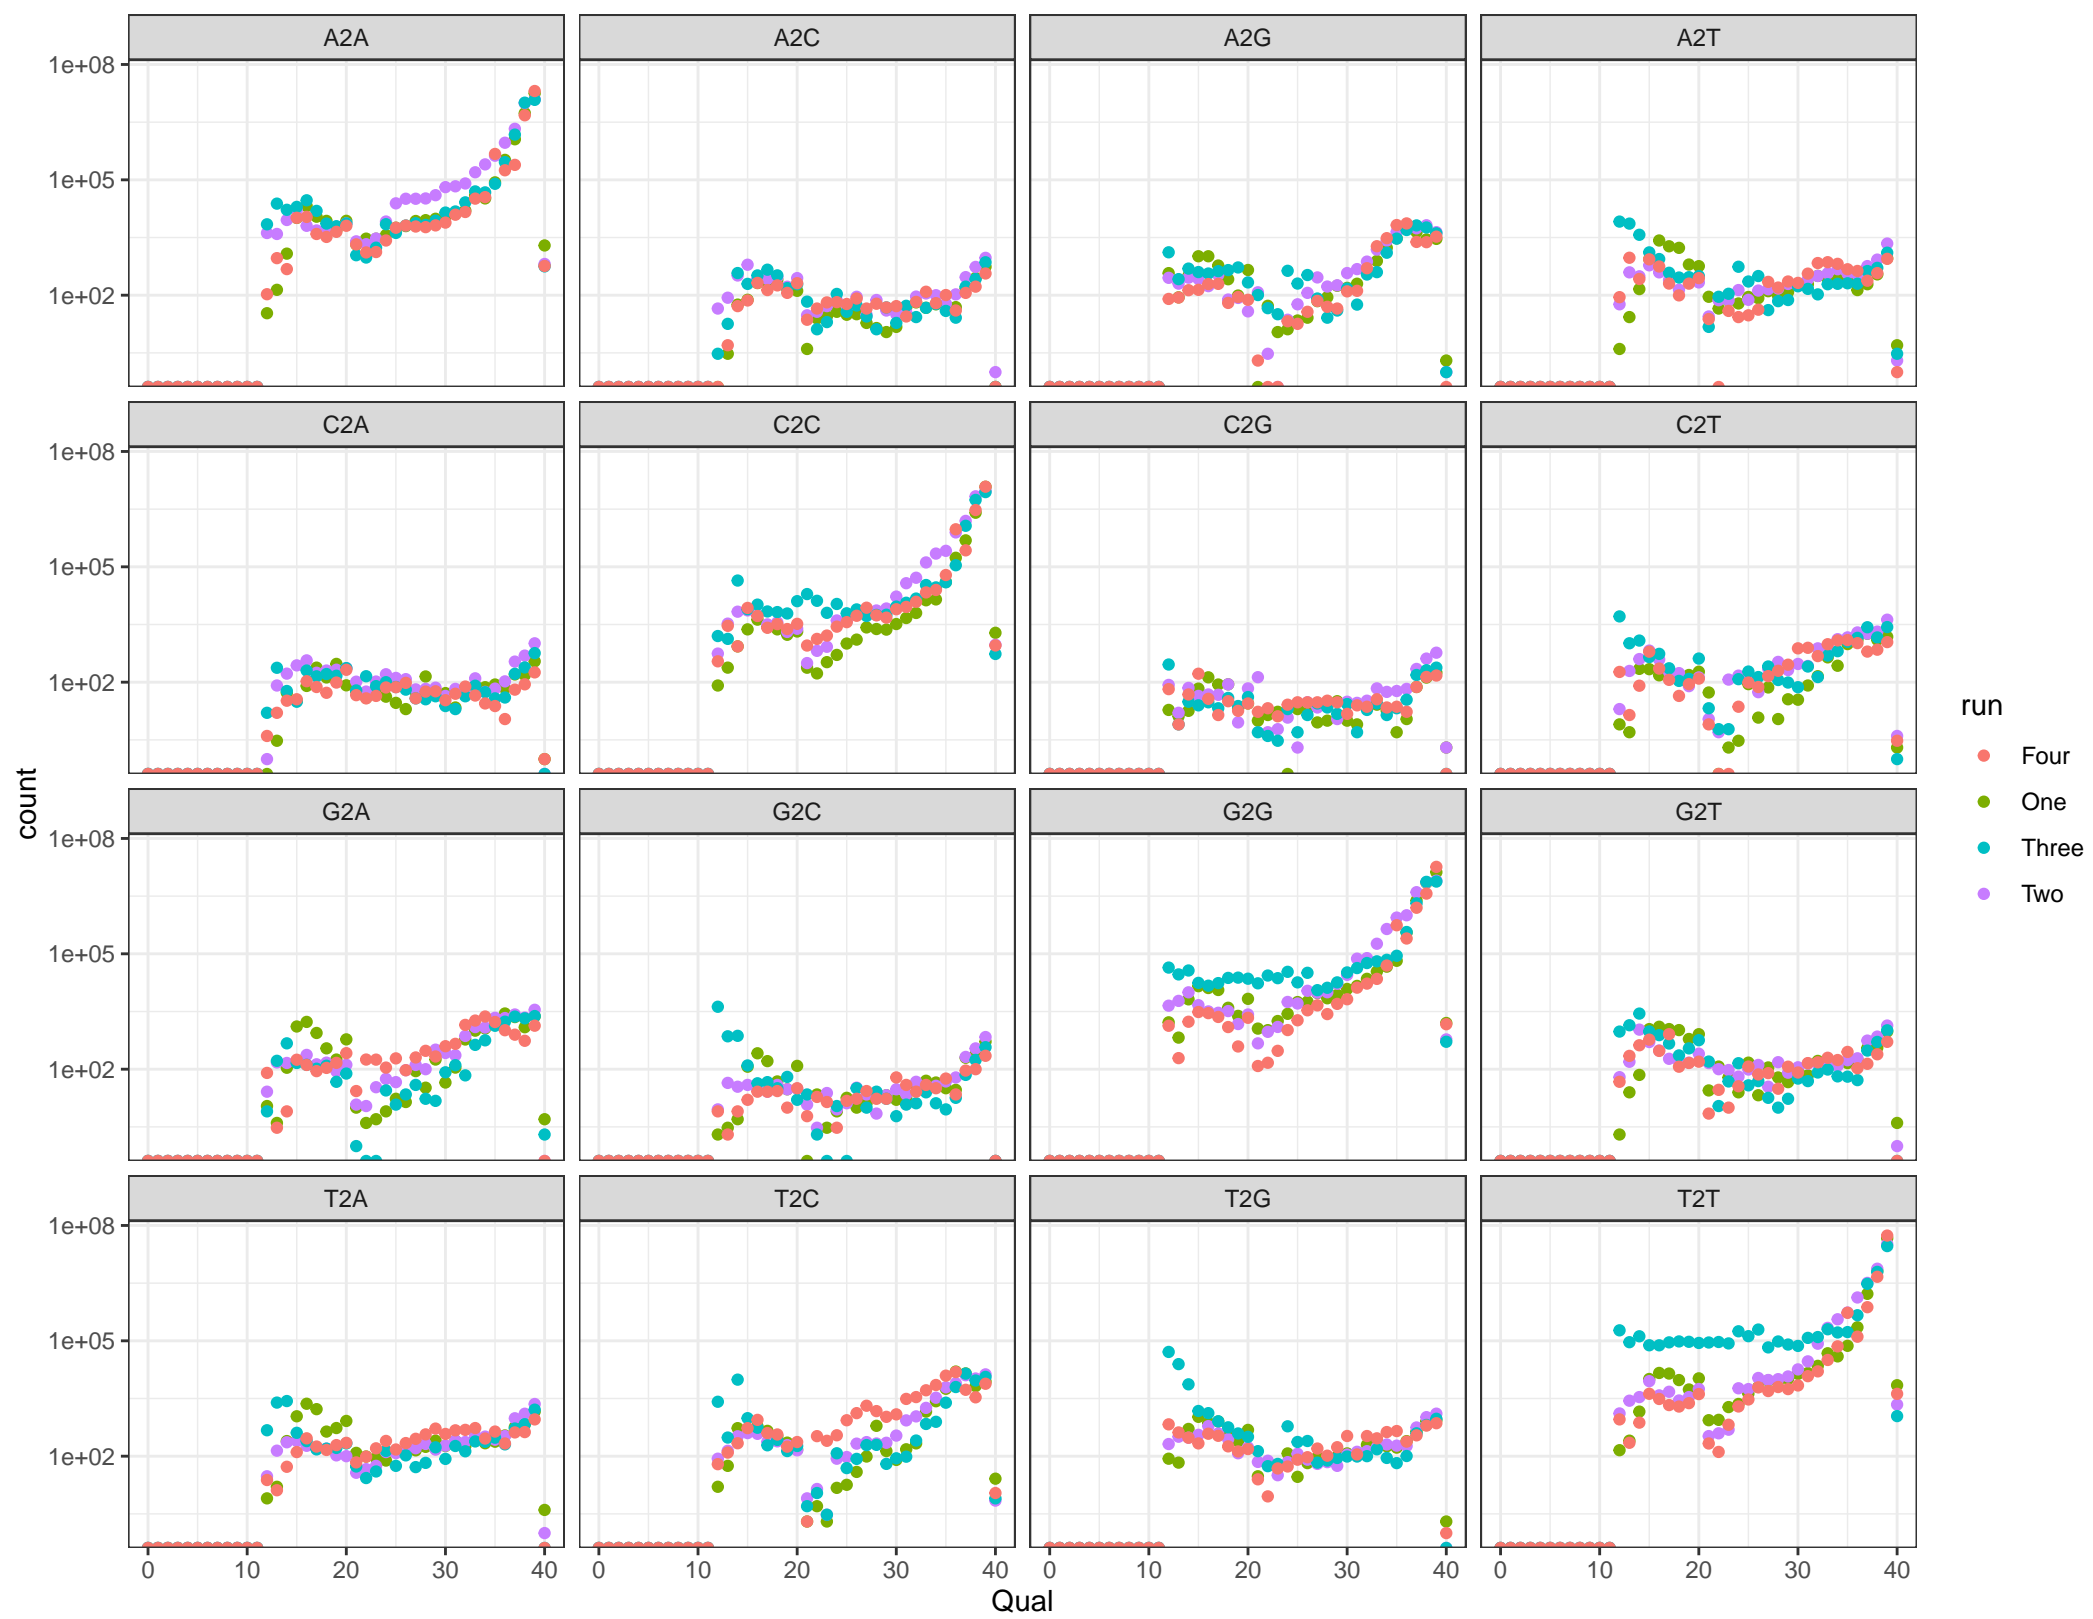 A2A A2C A2G A2T
1e+08
1e+05
1e+02
C2A C2C C2G C2T
1e+08
1e+05
1e+02
G2A G2C G2G G2T
1e+08
1e+05
1e+02
T2A T2C T2G T2T
1e+08
1e+05
1e+02
0 10 20 30 40 0 10 20 30 40 0 10 20 30 40 0 10 20 30 40
Qual
count
run
Four
One
Three
Two